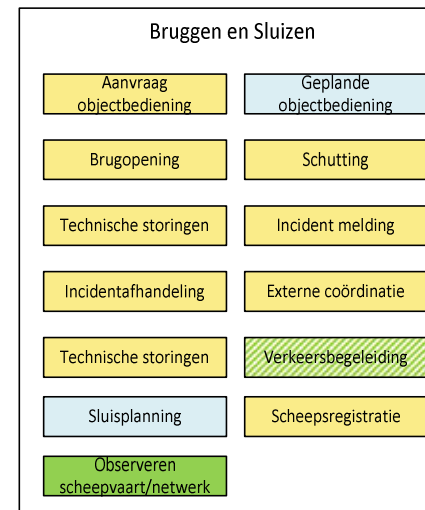 Bruggen en Sluizen
Aanvraag
objectbediening
Geplande
objectbediening
Brugopening
Schutting
Technische storingen
Incident melding
Incidentafhandeling
Externe coördinatie
Technische storingen
Verkeersbegeleiding
Sluisplanning
Scheepsregistratie
Observeren
scheepvaart/netwerk